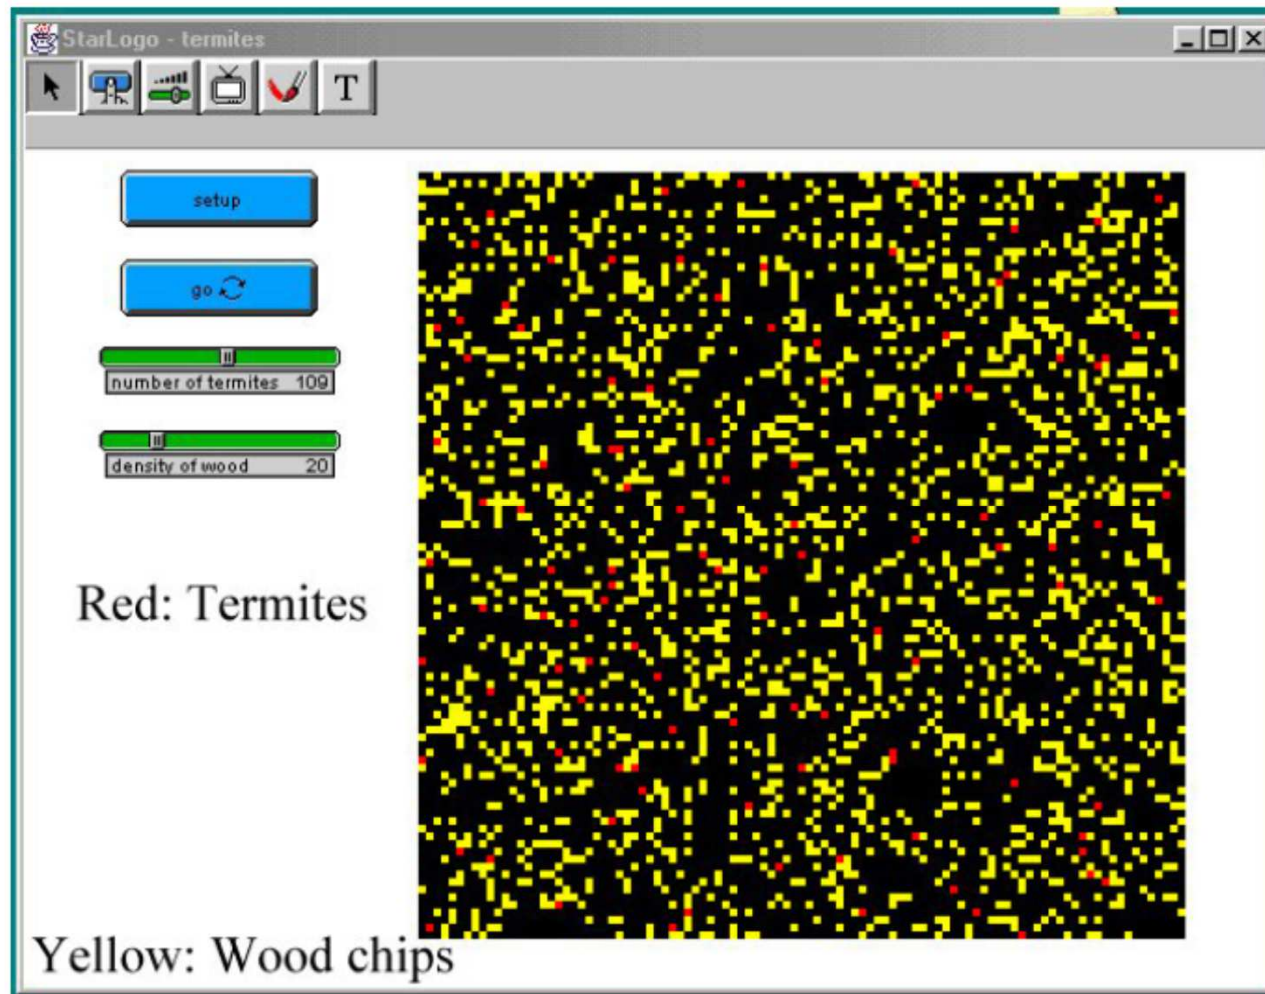 StarLogo - termites
T
setup
go
number of termites 109
density of wood 20
Red: Termites
Yellow: Wood chips